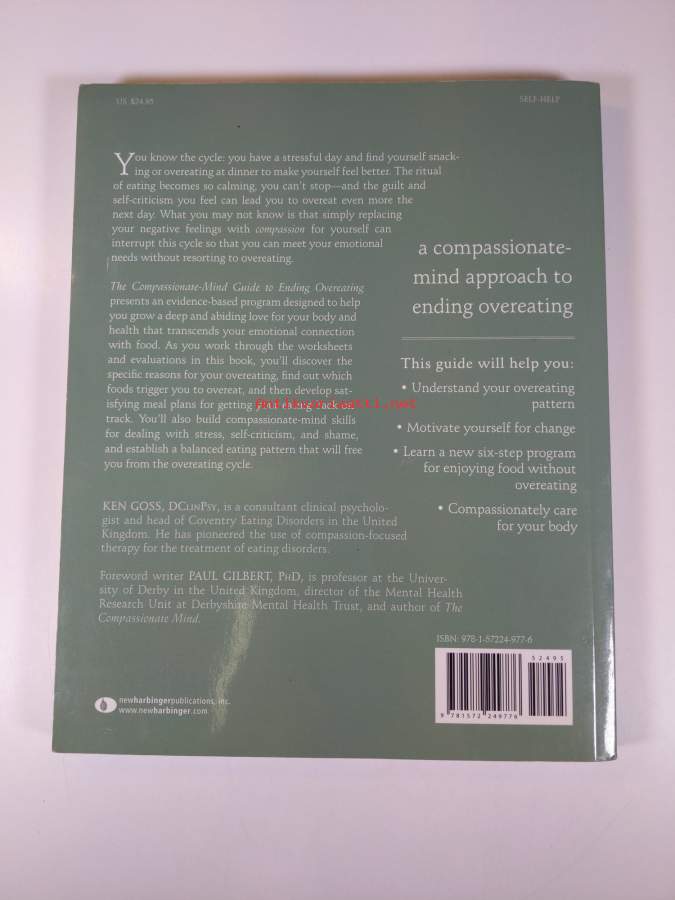 US $24.95
SELF-HELP
You know the cycle: you have a stressful day and find yourself snack-
ing or overeating at dinner to make yourself feel better. The ritual
of eating becomes so calming, you can't stop—and the guilt and
self-criticism you feel can lead you to overeat even more the
next day. What you may not know is that simply replacing
your negative feelings with compassion for yourself can
interrupt this cycle so that you can meet your emotional
needs without resorting to overeating.
The Compassionate-Mind Guide to Ending Overeating
presents an evidence-based program designed to help
you grow a deep and abiding love for your body and
health that transcends your emotional connection
with food. As you work through the worksheets
and evaluations in this book, you'll discover the
specific reasons for your overeating, find out which
foods trigger you to overeat, and then develop sat-
isfying meal plans for getting your eating back on
track. You'll also build compassionate-mind skills
for dealing with stress, self-criticism, and shame,
and establish a balanced eating pattern that will free
you from the overeating cycle.
KEN GOSS, DClinPsy, is a consultant clinical psycholo-
gist and head of Coventry Eating Disorders in the United
Kingdom. He has pioneered the use of compassion-focused
therapy for the treatment of eating disorders.
Foreword writer PAUL GILBERT, PhD, is professor at the Univer-
sity of Derby in the United Kingdom, director of the Mental Health
Research Unit at Derbyshire Mental Health Trust, and author of The
Compassionate Mind.
newharbingerpublications, inc.
www.newharbinger.com
a compassionate-
mind approach to
ending overeating
This guide will help you:
• Understand your overeating
pattern
• Motivate yourself for change
• Learn a new six-step program
for enjoying food without
overeating
• Compassionately care
for your body
ISBN: 978-1-57224-977-6
52495
9 781572 249776